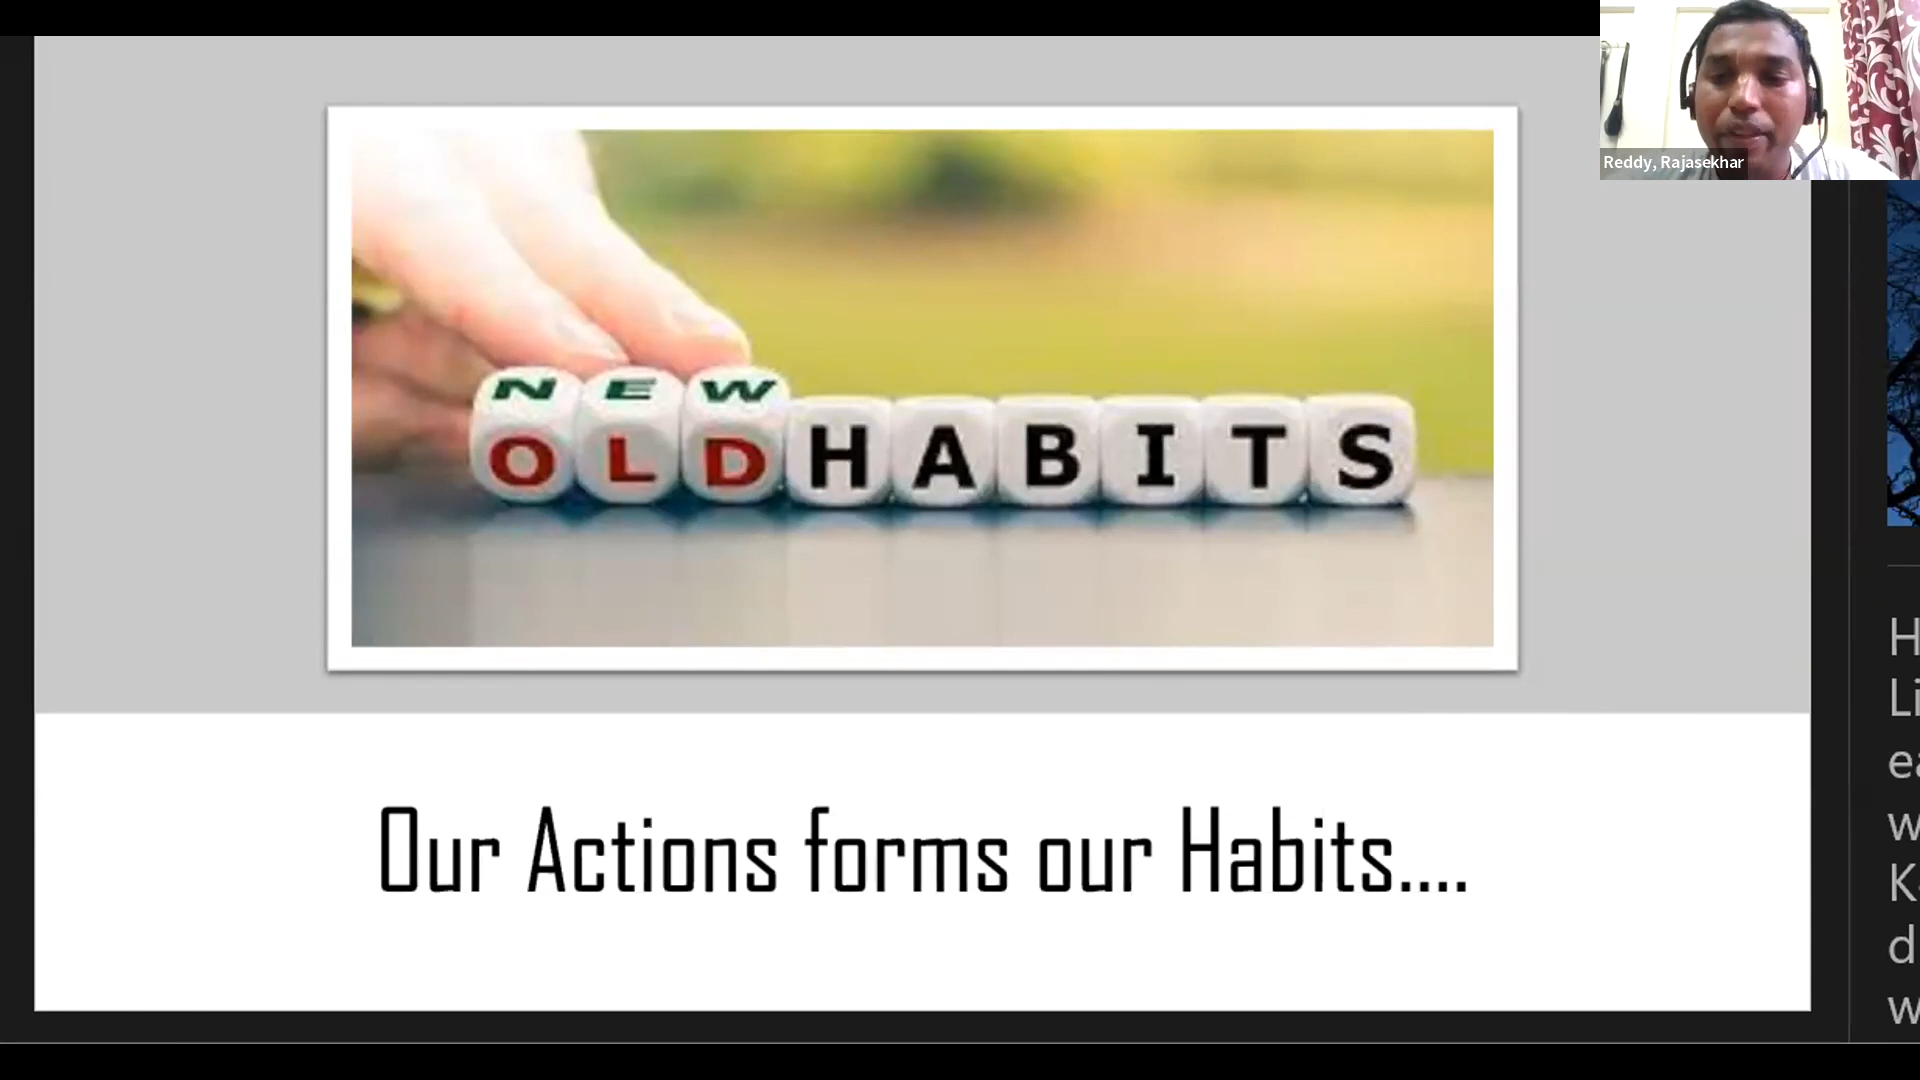 Reddy, Rajasekhar
NEW
OLD HABITS
Our Actions forms our Habits....